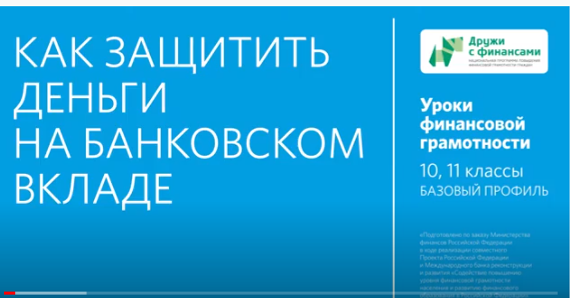 КАК ЗАЩИТИТЬ
ДЕНЬГИ
НА БАНКОВСКОМ
ВКЛАДЕ
Дружи
с финансами
НАЦИОНАЛЬНАЯ ПРОГРАММА ПОВЫШЕНИЯ
ФИНАНСОВОЙ ГРАМОТНОСТИ ГРАЖДАН
Уроки
финансовой
грамотности
10, 11 классы
БАЗОВЫЙ ПРОФИЛЬ
«Подготовлено по заказу Министерства
финансов Российской Федерации
в ходе реализации совместного
Проекта Российской Федерации
и Международного банка реконструкции
и развития «Содействие повышению
уровня финансовой грамотности
населения и развитию финансового